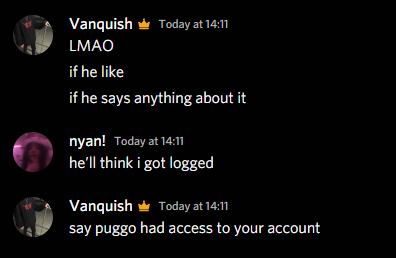 Vanquish Today at 14:11
LMAO
if he like
if he says anything about it
nyan! Today at 14:11
he'll think i got logged
Vanquish Today at 14:11
say puggo had access to your account